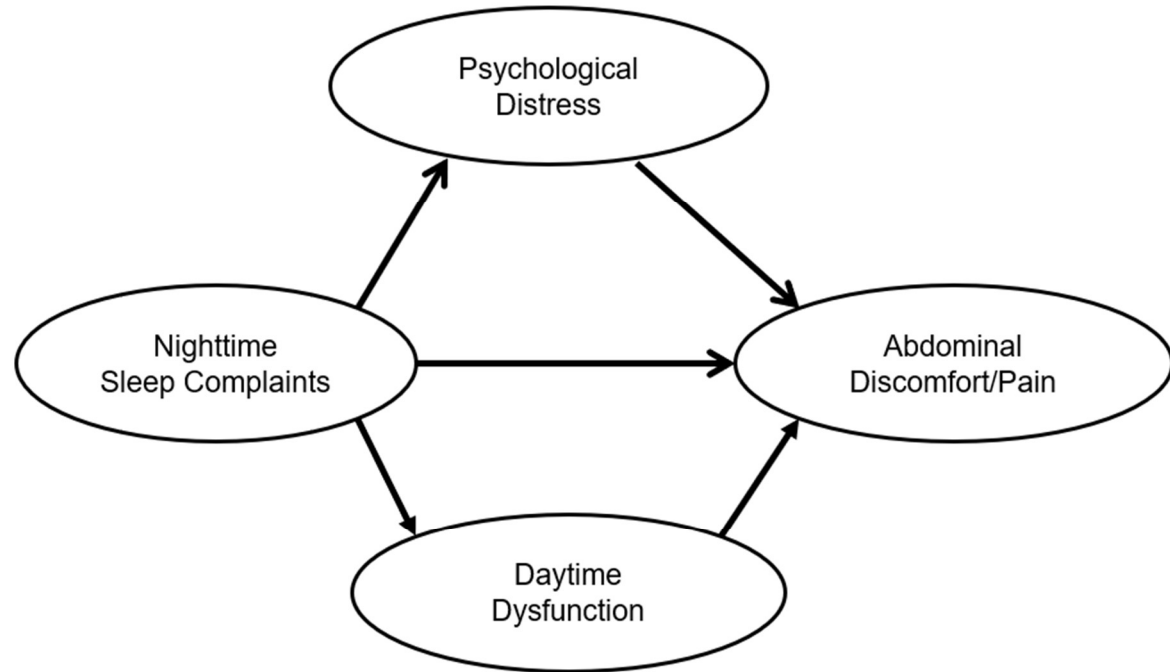 Psychological
Distress
Nighttime
Sleep Complaints
Abdominal
Discomfort/Pain
Daytime
Dysfunction